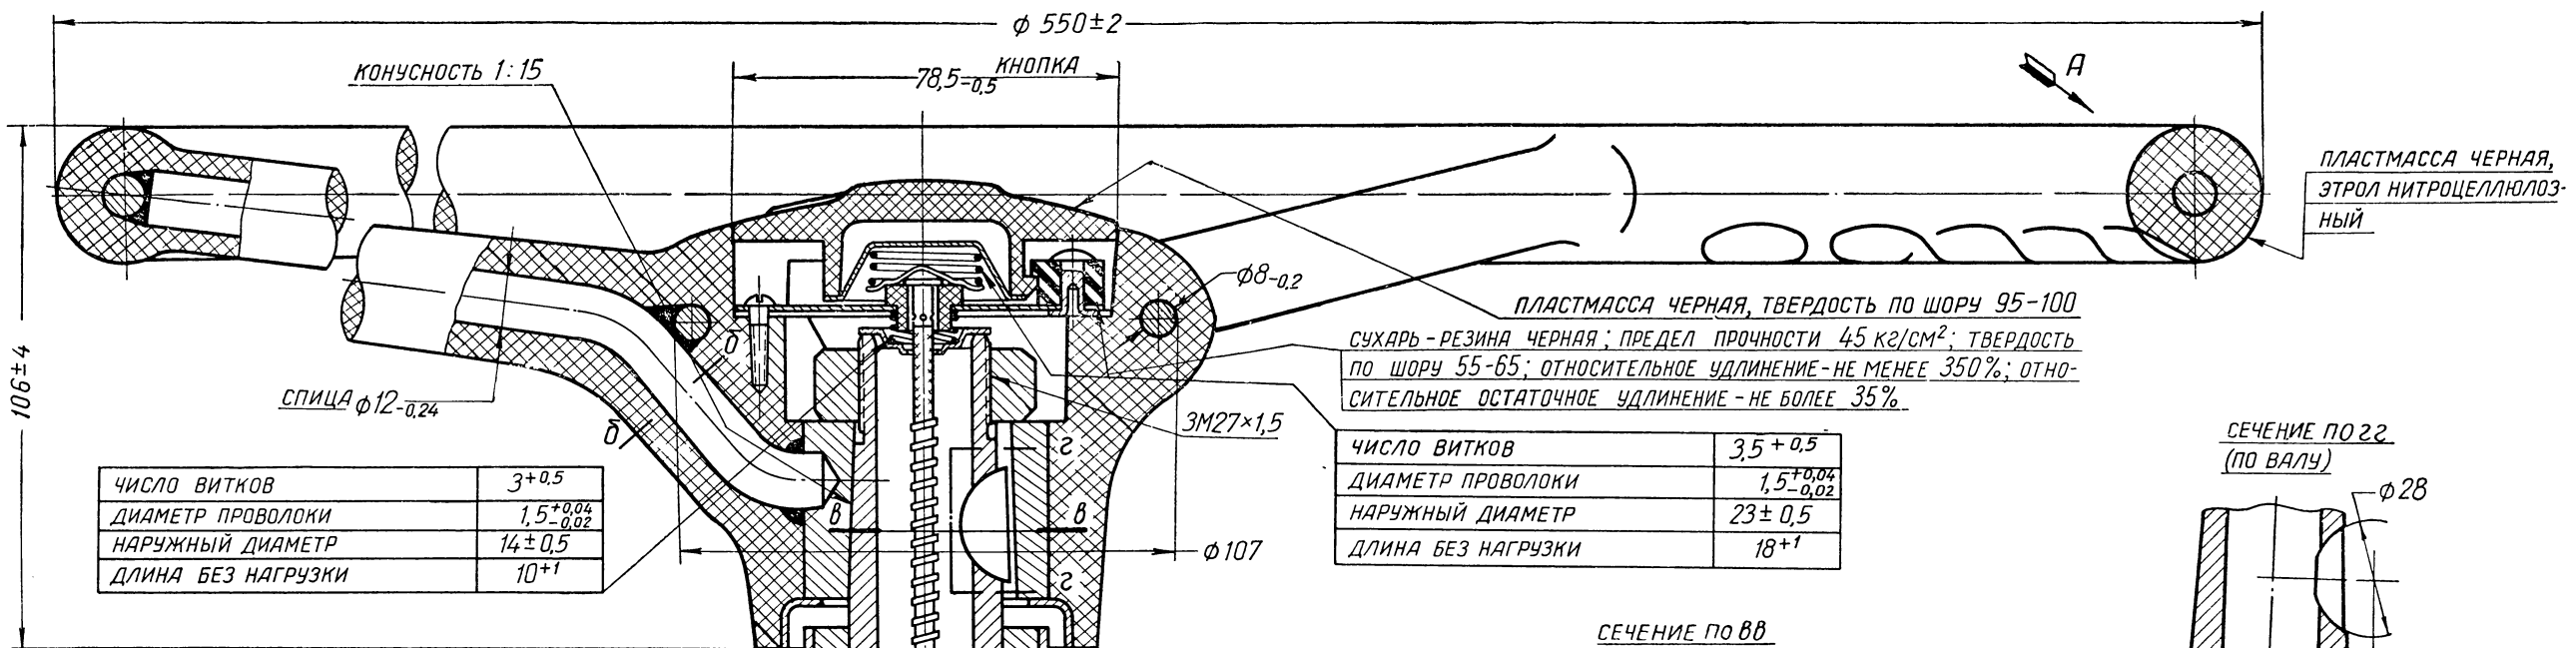 ϕ 550±2
КОНУСНОСТЬ 1:15
78,5-0,5
КНОПКА
А
ПЛАСТМАССА ЧЕРНАЯ,
ЭТРОЛ НИТРОЦЕЛЛЮЛОЗ-
НЫЙ
ϕ8-0,2
ПЛАСТМАССА ЧЕРНАЯ, ТВЕРДОСТЬ ПО ШОРУ 95-100
СУХАРЬ-РЕЗИНА ЧЕРНАЯ; ПРЕДЕЛ ПРОЧНОСТИ 45 кг/см²; ТВЕРДОСТЬ
ПО ШОРУ 55-65; ОТНОСИТЕЛЬНОЕ УДЛИНЕНИЕ-НЕ МЕНЕЕ 350%; ОТНО-
СИТЕЛЬНОЕ ОСТАТОЧНОЕ УДЛИНЕНИЕ-НЕ БОЛЕЕ 35%
106±4
СПИЦА ϕ12-0,24
б
б
3М27×1,5
ЧИСЛО ВИТКОВ 3+0,5
ДИАМЕТР ПРОВОЛОКИ 1,5+0,04-0,02
НАРУЖНЫЙ ДИАМЕТР 14±0,5
ДЛИНА БЕЗ НАГРУЗКИ 10+1
ЧИСЛО ВИТКОВ 3,5+0,5
ДИАМЕТР ПРОВОЛОКИ 1,5+0,04-0,02
НАРУЖНЫЙ ДИАМЕТР 23±0,5
ДЛИНА БЕЗ НАГРУЗКИ 18+1
г
в
в
г
ϕ107
СЕЧЕНИЕ ПО гг
(ПО ВАЛУ)
ϕ28
СЕЧЕНИЕ ПО ВВ